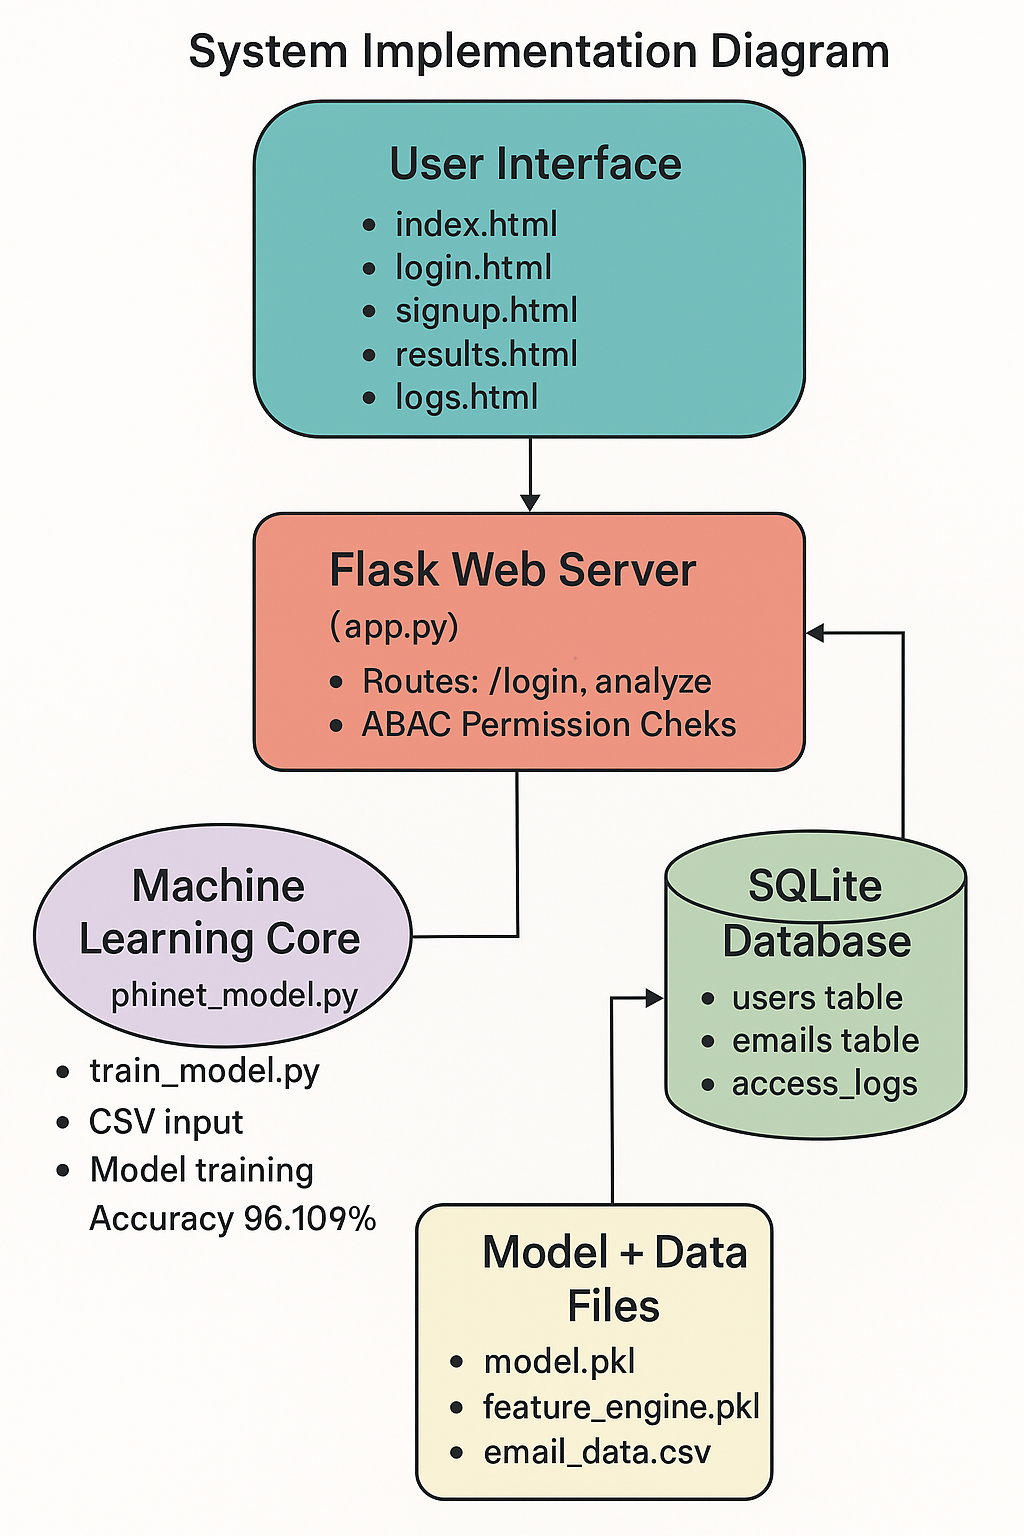 System Implementation Diagram
User Interface
• index.html
• login.html
• signup.html
• results.html
• logs.html
Flask Web Server
(app.py)
• Routes: /login, analyze
• ABAC Permission Cheks
Machine
Learning Core
phinet_model.py
• train_model.py
• CSV input
• Model training
Accuracy 96.109%
SQLite
Database
• users table
• emails table
• access_logs
Model + Data
Files
• model.pkl
• feature_engine.pkl
• email_data.csv